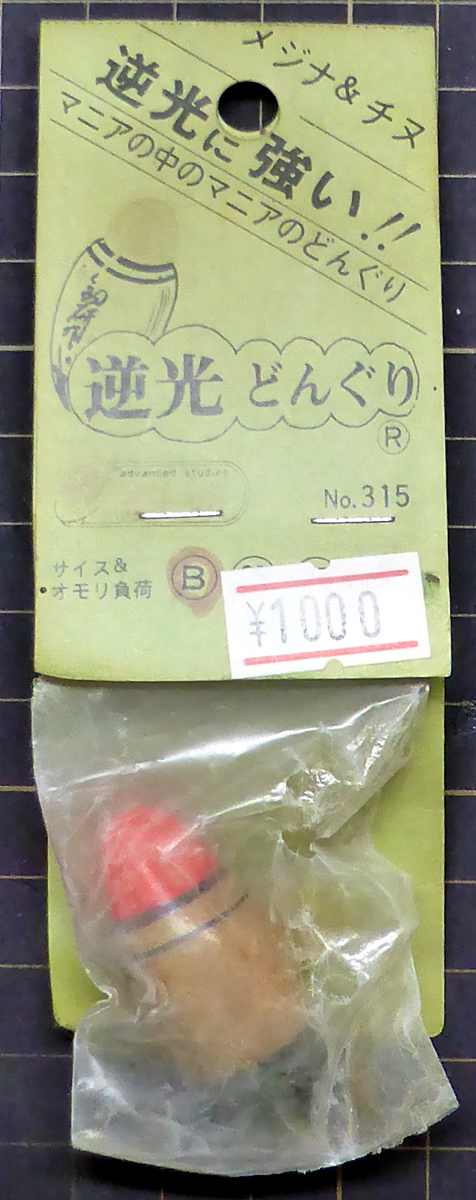 メジナ&チヌ
逆光に強い!!
マニアの中のマニアのどんぐり
逆光どんぐり
®
advanced studies
No.315
サイズ&
オモリ負荷
B
¥1000